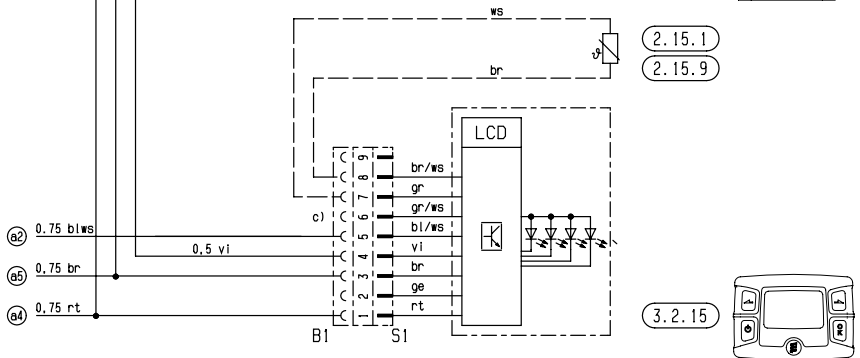 ws
ϑ
2.15.1
br
2.15.9
LCD
9
8 br/ws
7 gr
c) 6 gr/ws
a2 0.75 blws 5 bl/ws
0,5 vi 4 vi
a5 0,75 br 3 br
2 ge
a4 0,75 rt 1 rt
3.2.15
OK
B1 S1